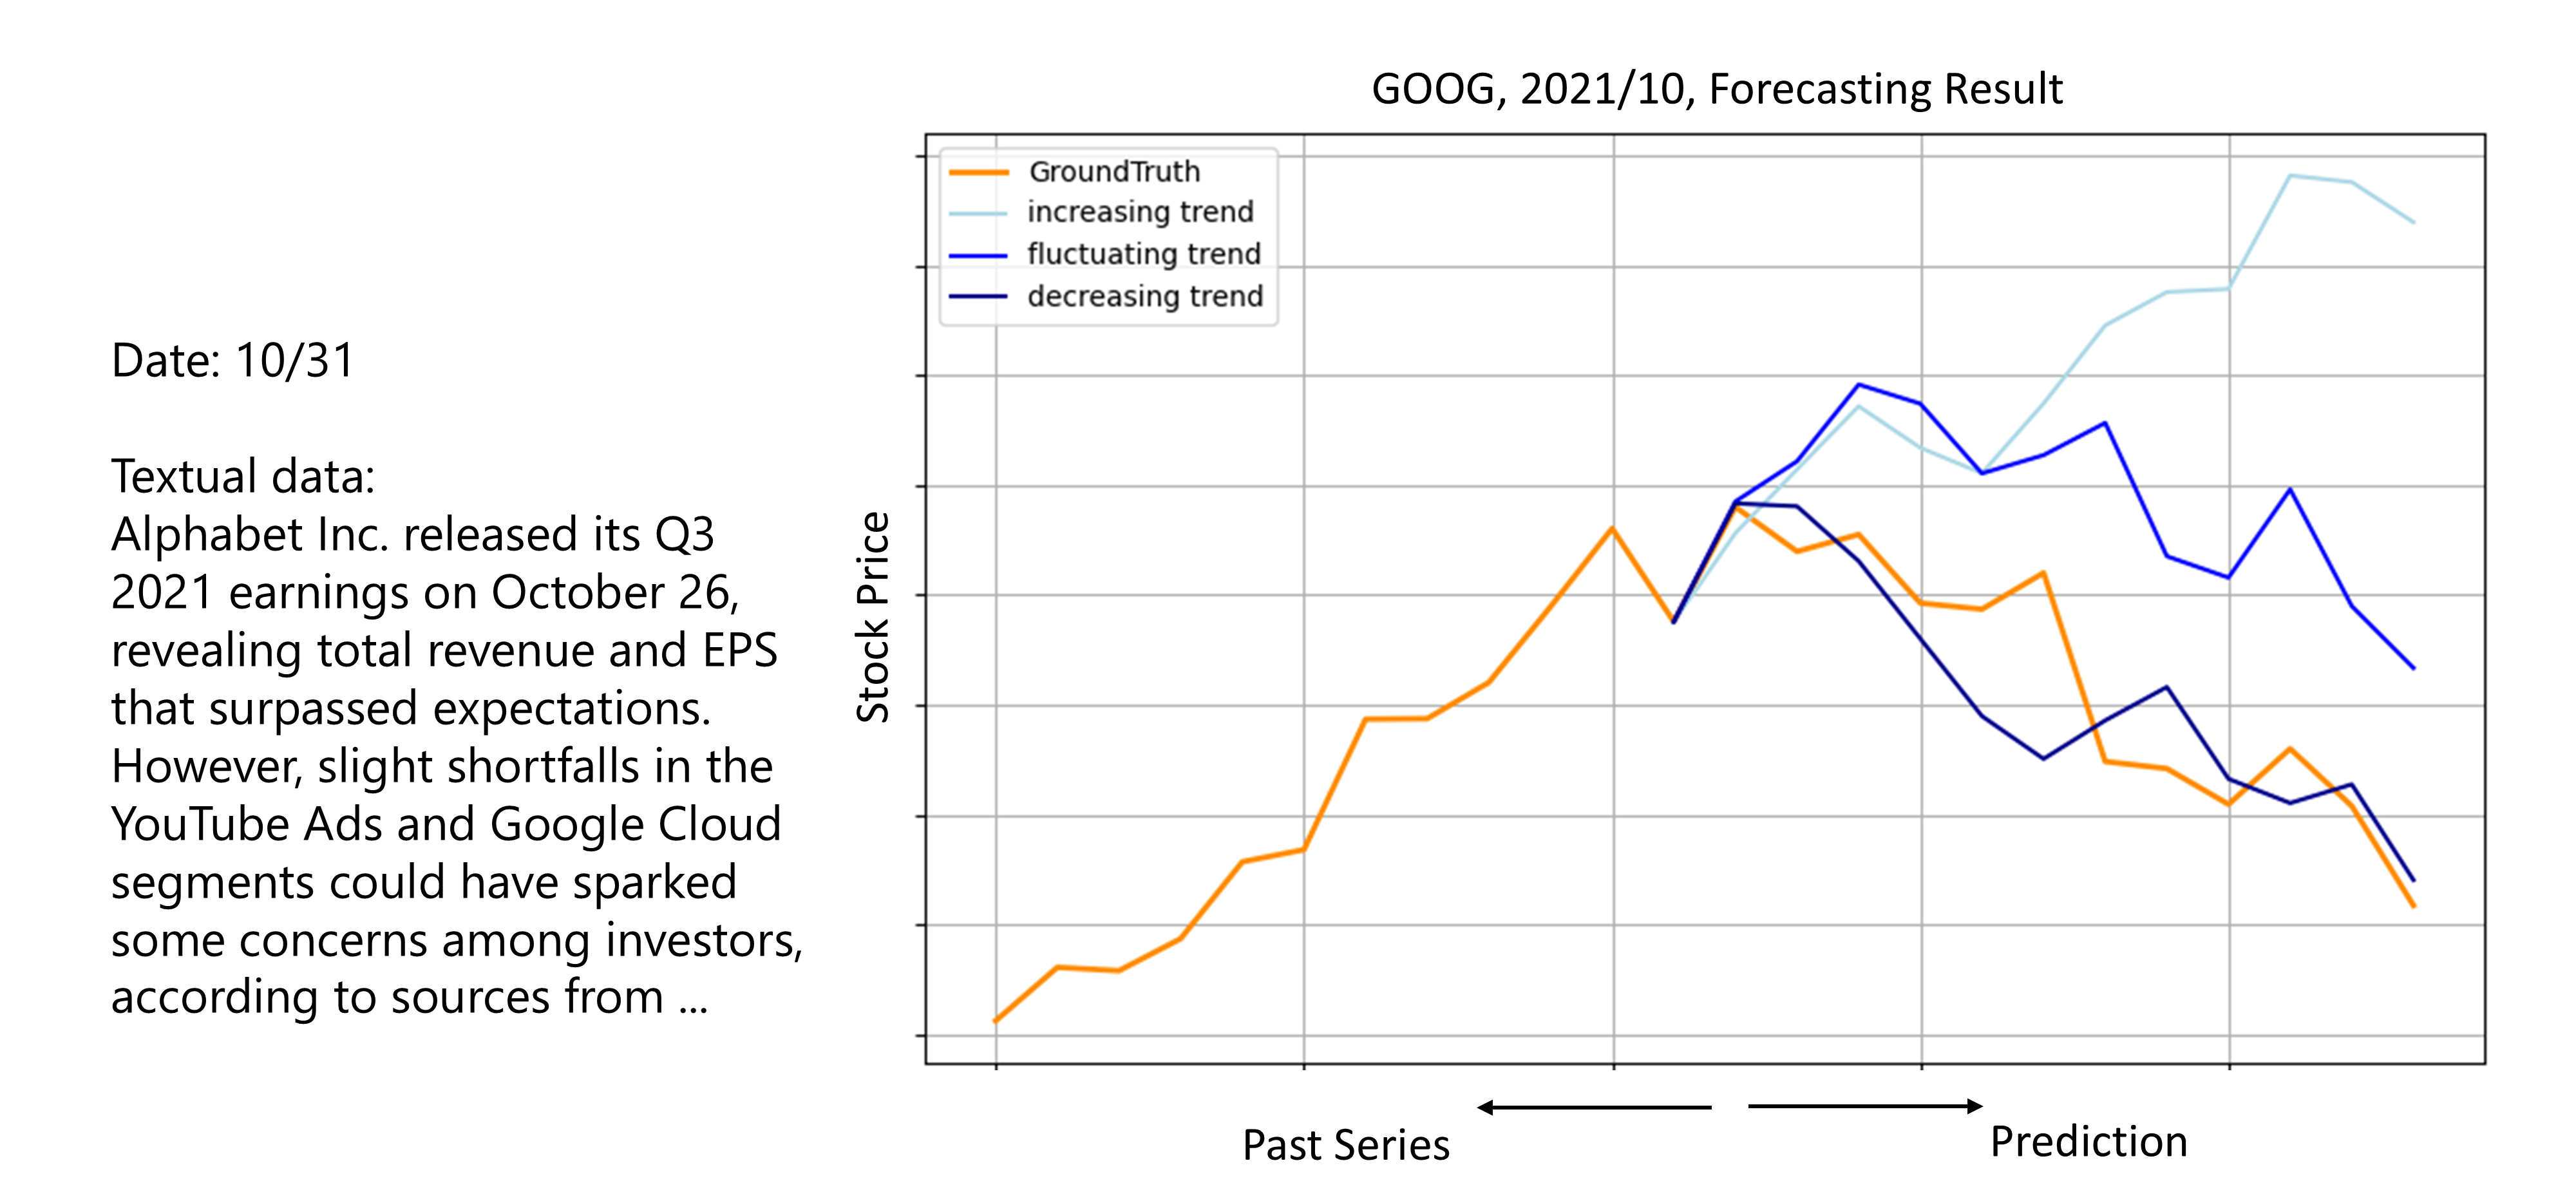 GOOG, 2021/10, Forecasting Result
GroundTruth
increasing trend
fluctuating trend
decreasing trend
Date: 10/31
Textual data:
Alphabet Inc. released its Q3
2021 earnings on October 26,
revealing total revenue and EPS
that surpassed expectations.
However, slight shortfalls in the
YouTube Ads and Google Cloud
segments could have sparked
some concerns among investors,
according to sources from ...
Stock Price
Past Series
Prediction